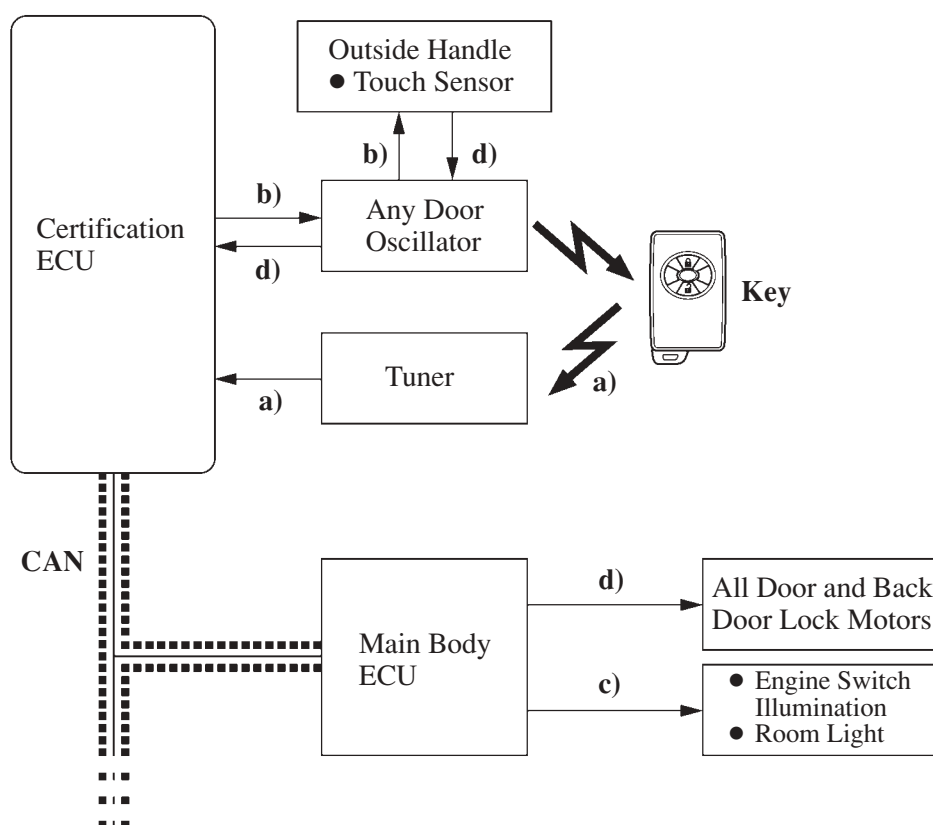 Outside Handle
● Touch Sensor
b)
d)
Certification
ECU
b)
d)
Any Door
Oscillator
Key
Tuner
a)
a)
CAN
Main Body
ECU
d)
All Door and Back
Door Lock Motors
c)
● Engine Switch
Illumination
● Room Light